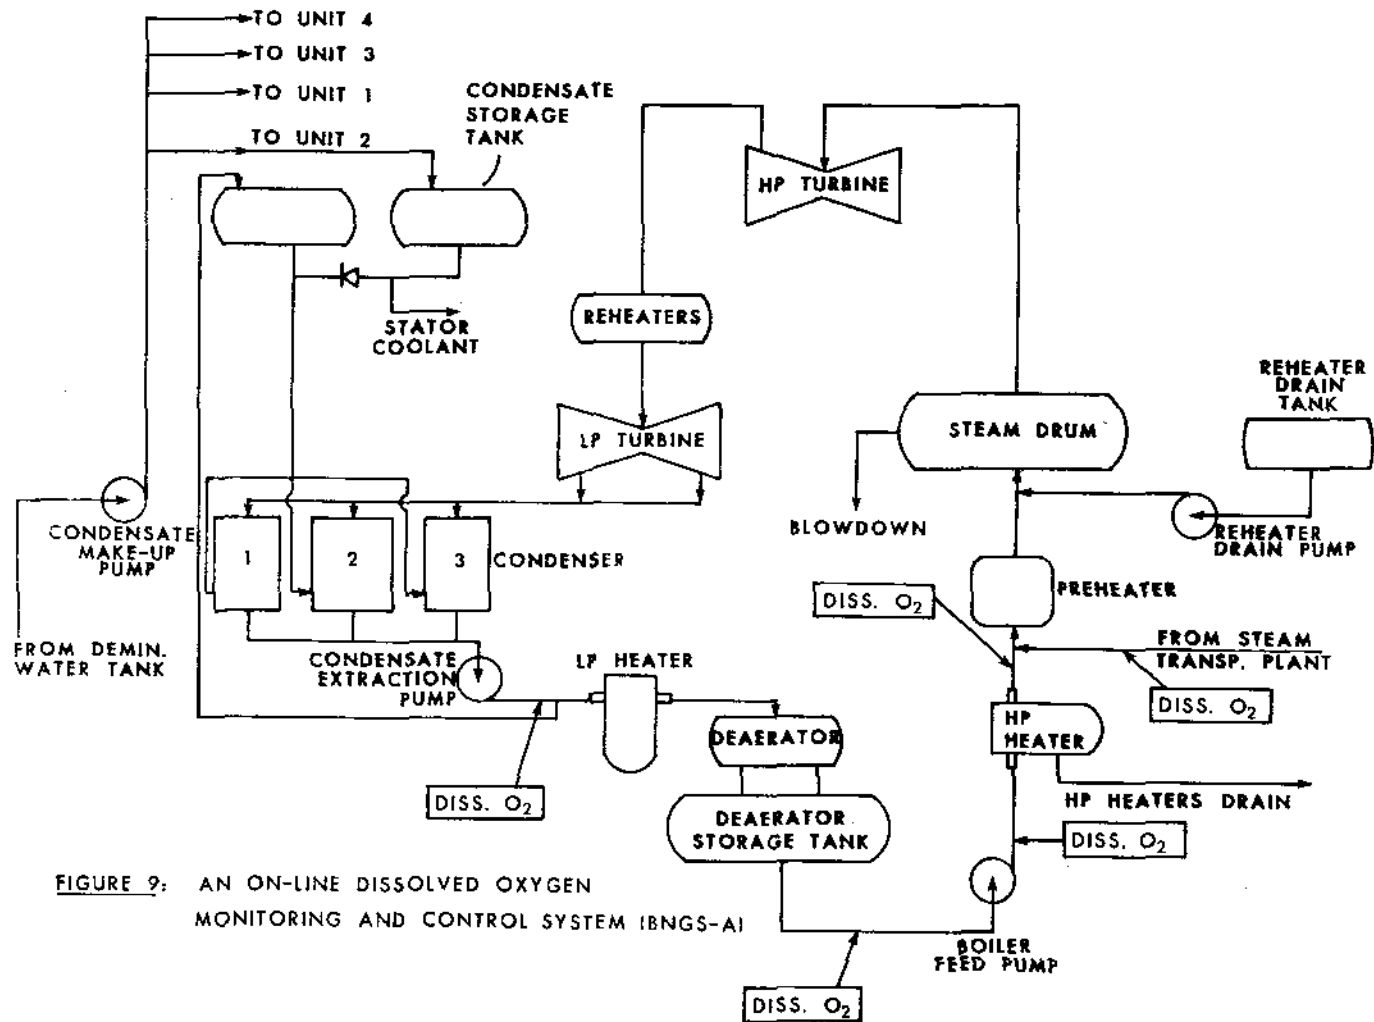 TO UNIT 4
TO UNIT 3
TO UNIT 1
TO UNIT 2
CONDENSATE
STORAGE
TANK
HP TURBINE
STATOR
COOLANT
REHEATERS
LP TURBINE
STEAM DRUM
REHEATER
DRAIN
TANK
BLOWDOWN
REHEATER
DRAIN PUMP
CONDENSATE
MAKE-UP
PUMP
1
2
3
CONDENSER
FROM DEMIN.
WATER TANK
CONDENSATE
EXTRACTION
PUMP
LP HEATER
DISS. O2
PREHEATER
FROM STEAM
TRANSP. PLANT
DISS. O2
HP
HEATER
DEAERATOR
DISS. O2
HP HEATERS DRAIN
DEAERATOR
STORAGE TANK
DISS. O2
BOILER
FEED PUMP
DISS. O2
FIGURE 9: AN ON-LINE DISSOLVED OXYGEN
MONITORING AND CONTROL SYSTEM (BNGS-A)